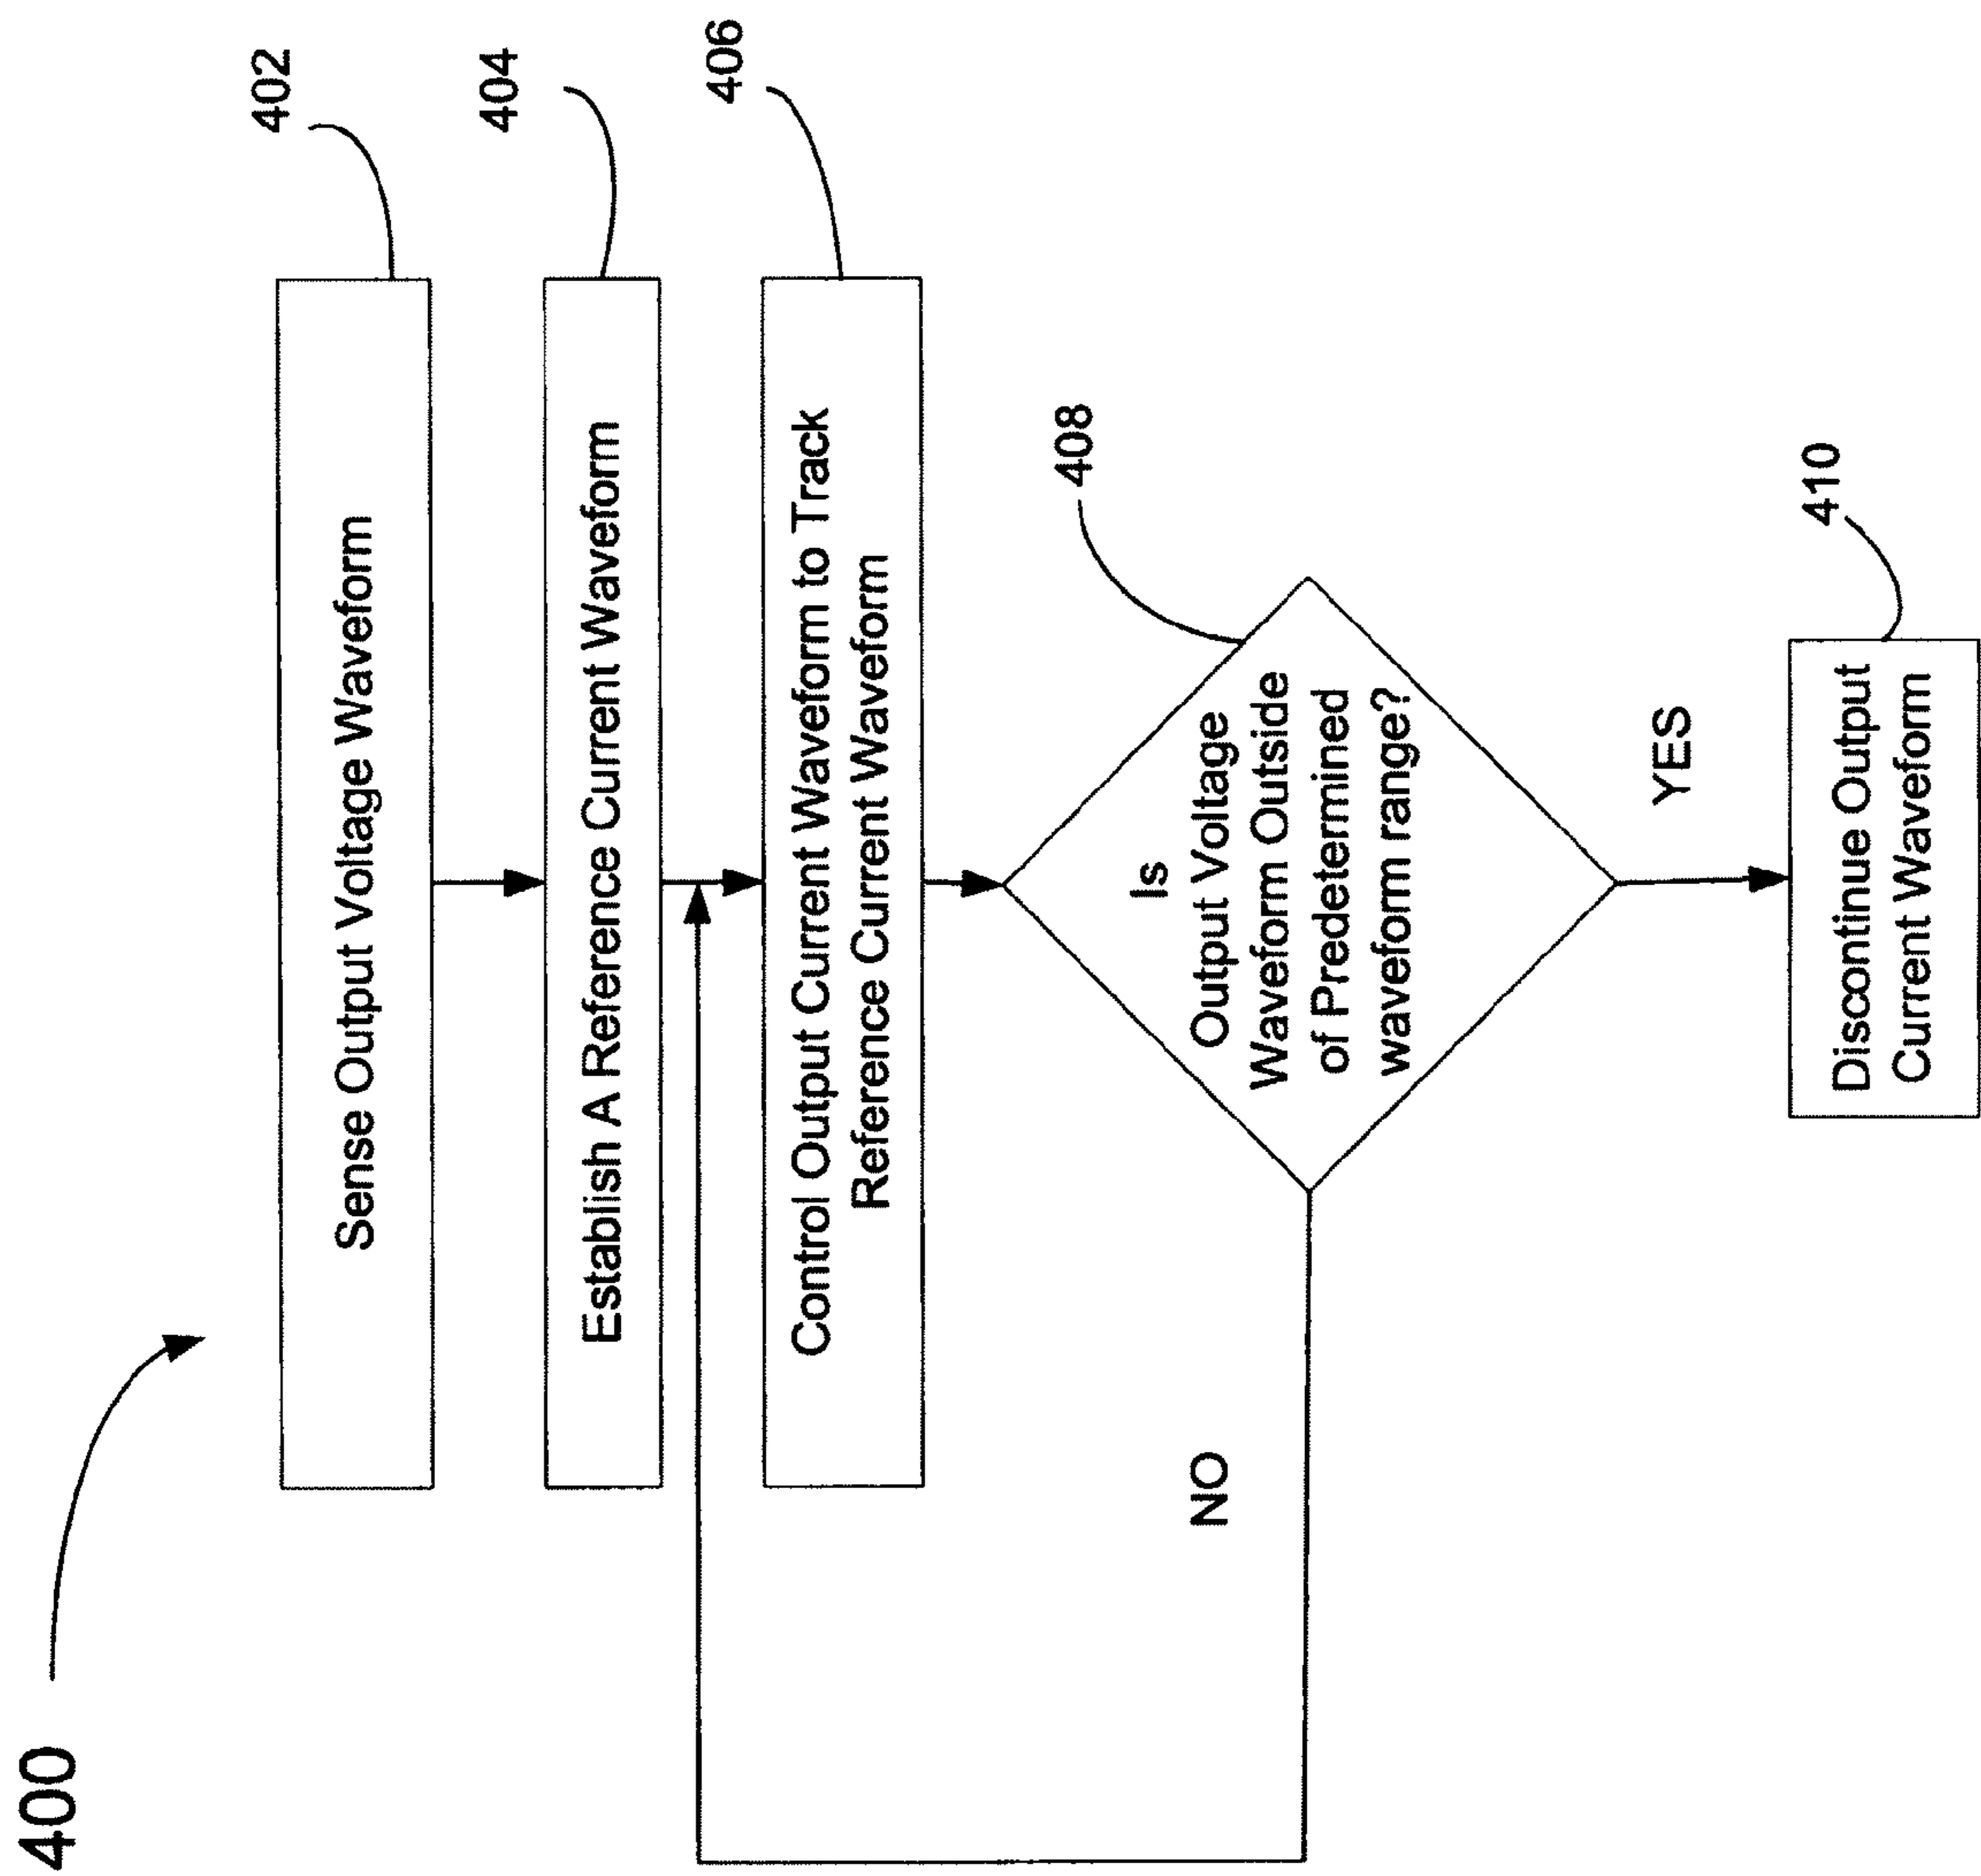 400
402
Sense Output Voltage Waveform
404
Establish A Reference Current Waveform
406
Control Output Current Waveform to Track
Reference Current Waveform
408
Is
Output Voltage
Waveform Outside
of Predetermined
waveform range?
NO
YES
410
Discontinue Output
Current Waveform